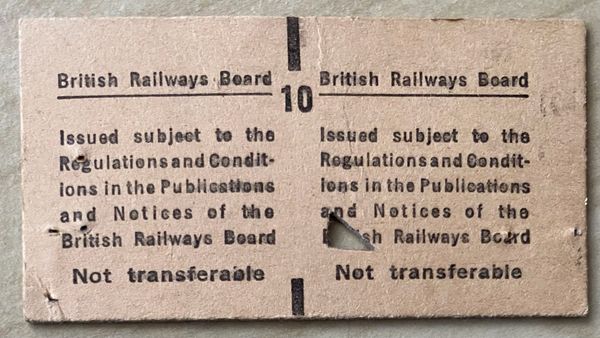 British Railways Board
Issued subject to the
Regulations and Condit-
ions in the Publications
and Notices of the
British Railways Board
Not transferable
10
British Railways Board
Issued subject to the
Regulations and Condit-
ions in the Publications
and Notices of the
sh Railways Board
Not transferable